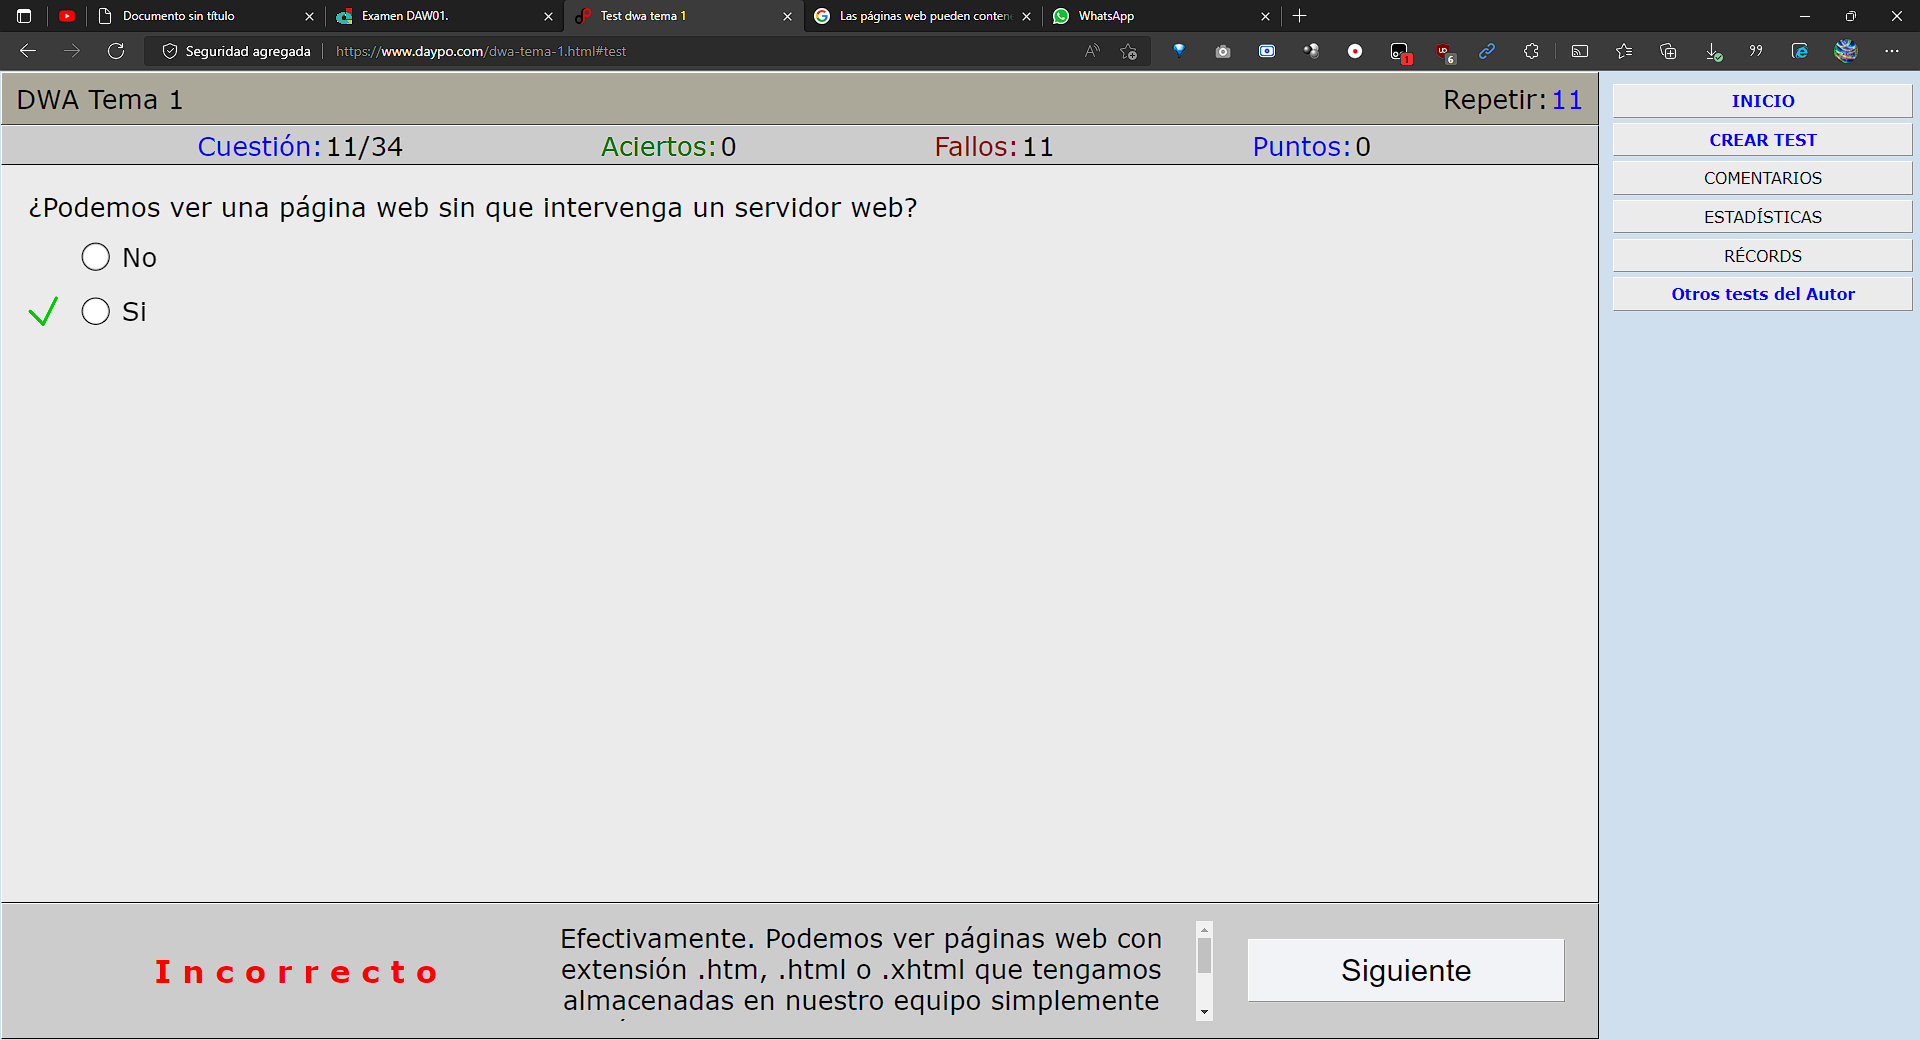 Documento sin título
Examen DAW01.
Test dwa tema 1
Las páginas web pueden conten
WhatsApp
Seguridad agregada
https://www.daypo.com/dwa-tema-1.html#test
1
6
DWA Tema 1
Repetir: 11
Cuestión: 11/34
Aciertos: 0
Fallos: 11
Puntos: 0
¿Podemos ver una página web sin que intervenga un servidor web?
No
Si
INICIO
CREAR TEST
COMENTARIOS
ESTADÍSTICAS
RÉCORDS
Otros tests del Autor
Incorrecto
Efectivamente. Podemos ver páginas web con
extensión .htm, .html o .xhtml que tengamos
almacenadas en nuestro equipo simplemente
Siguiente